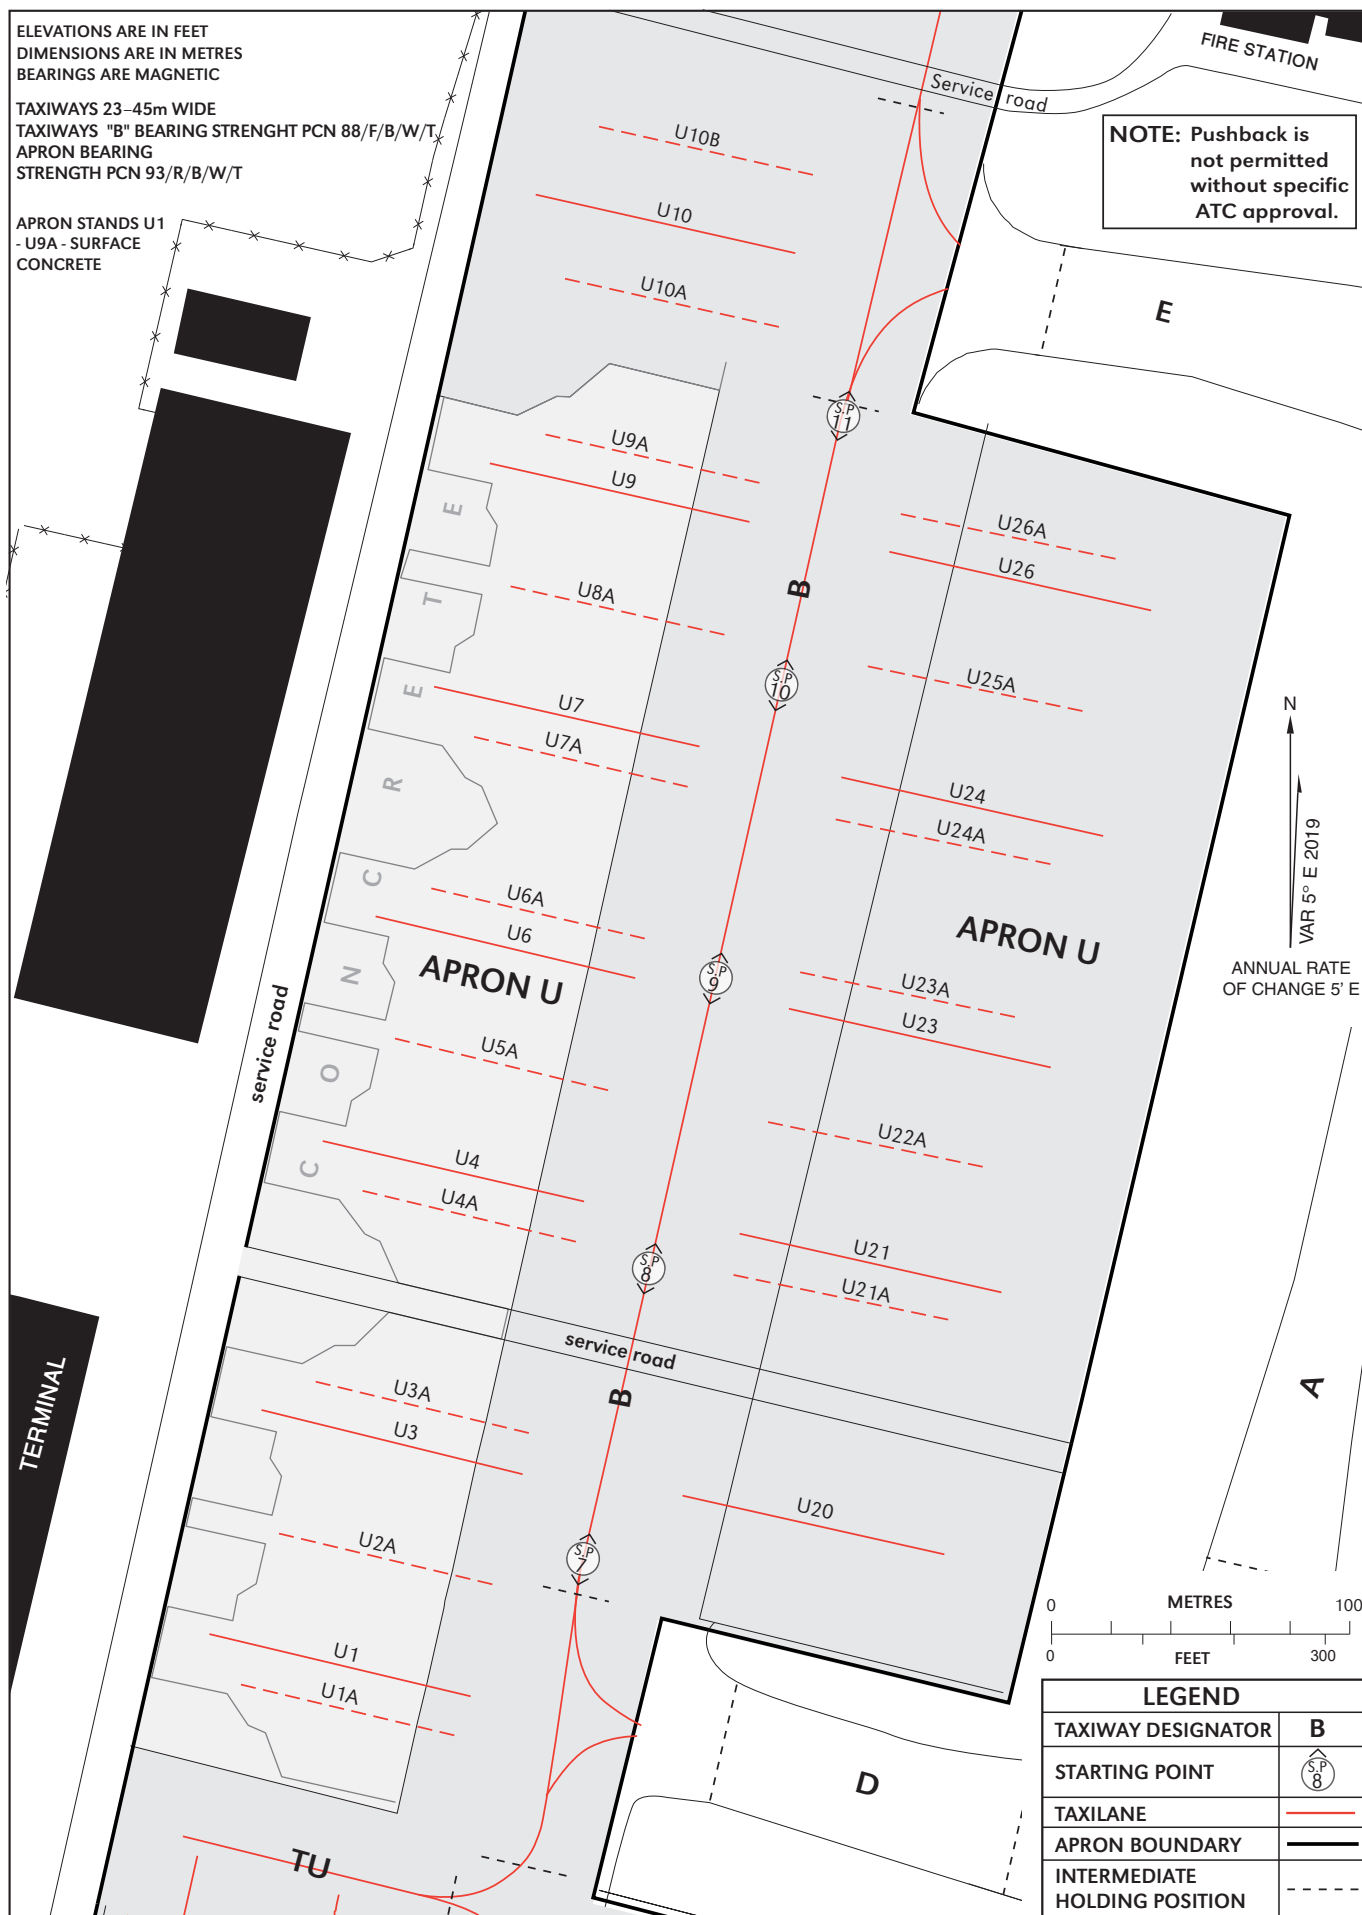 ELEVATIONS ARE IN FEET
DIMENSIONS ARE IN METRES
BEARINGS ARE MAGNETIC
TAXIWAYS 23–45m WIDE
TAXIWAYS "B" BEARING STRENGHT PCN 88/F/B/W/T
APRON BEARING
STRENGTH PCN 93/R/B/W/T
APRON STANDS U1
- U9A - SURFACE
CONCRETE
FIRE STATION
Service road
NOTE: Pushback is
not permitted
without specific
ATC approval.
U10B
U10
U10A
E
S.P
11
U9A
U9
U26A
U26
E
T
E
R
C
N
O
C
U8A
B
U25A
S.P
10
U7
U7A
U24
U24A
N
VAR 5° E 2019
ANNUAL RATE
OF CHANGE 5' E
U6A
U6
APRON U
APRON U
S.P
9
U23A
U23
service road
U5A
U22A
U4
U4A
U21
U21A
S.P
8
service road
B
A
TERMINAL
U3A
U3
U20
U2A
S.P
7
U1
U1A
D
TU
0 METRES 100
0 FEET 300
LEGEND
TAXIWAY DESIGNATOR B
STARTING POINT S.P
8
TAXILANE
APRON BOUNDARY
INTERMEDIATE
HOLDING POSITION